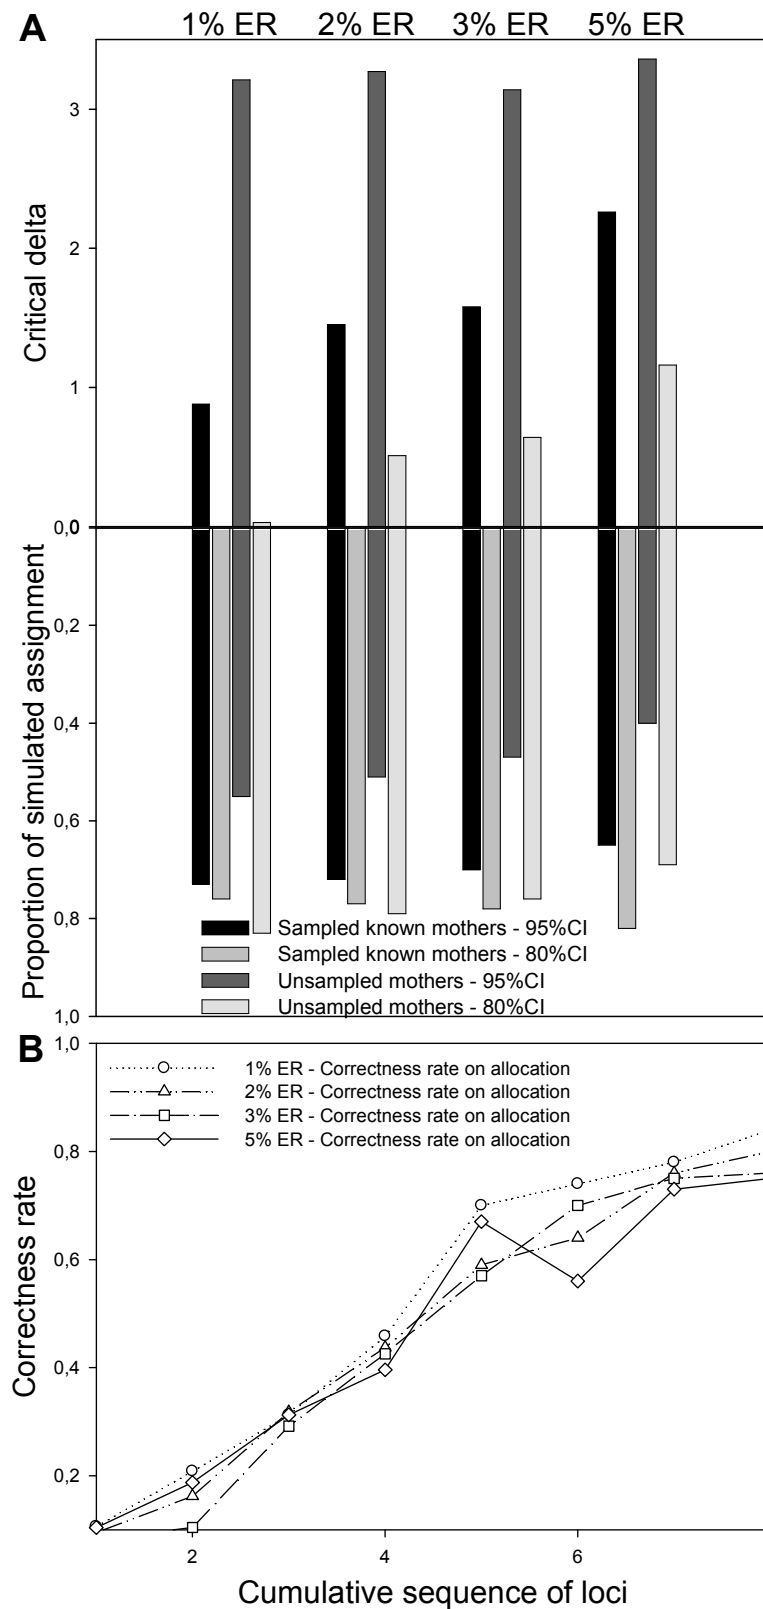 A
1% ER 2% ER 3% ER 5% ER
Critical delta
3
2
1
0
0,0
Proportion of simulated assignment
0,2
0,4
0,6
0,8
1,0
Sampled known mothers - 95%CI
Sampled known mothers - 80%CI
Unsampled mothers - 95%CI
Unsampled mothers - 80%CI
B
Correctness rate
1,0
0,8
0,6
0,4
0,2
1% ER - Correctness rate on allocation
2% ER - Correctness rate on allocation
3% ER - Correctness rate on allocation
5% ER - Correctness rate on allocation
2 4 6
Cumulative sequence of loci